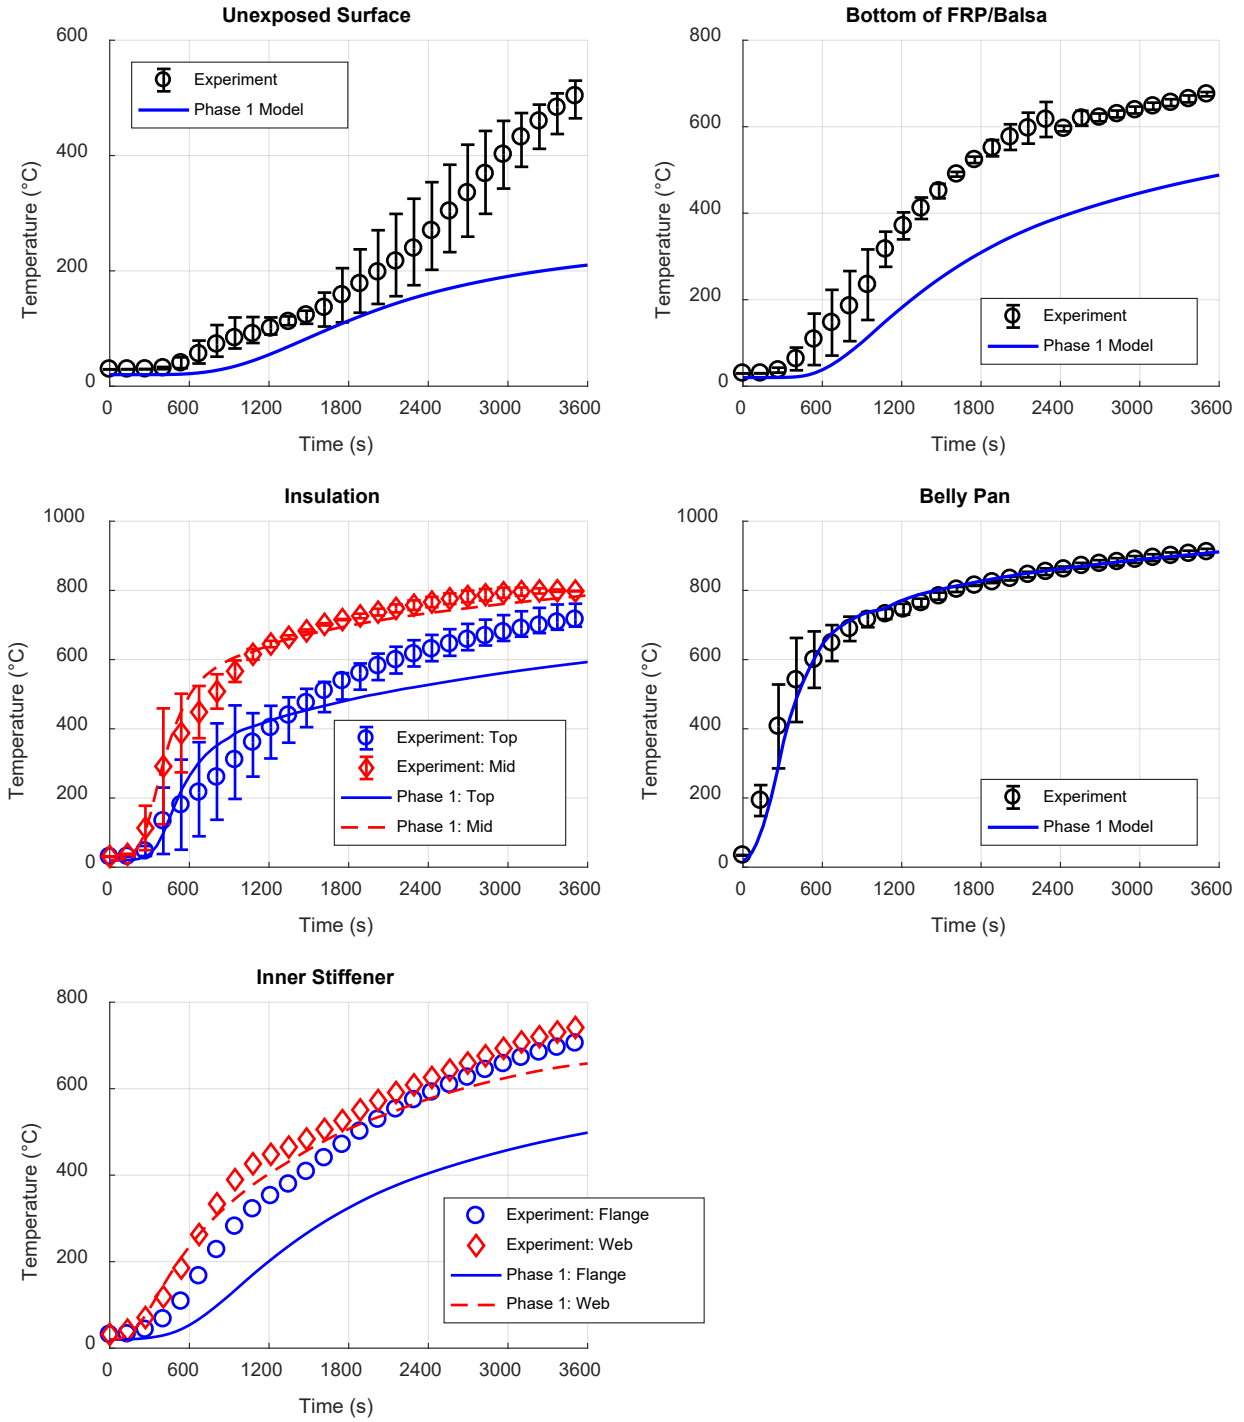 Unexposed Surface
600
400
200
0
Temperature (°C)
Experiment
Phase 1 Model
0 600 1200 1800 2400 3000 3600
Time (s)
Bottom of FRP/Balsa
800
600
400
200
0
Temperature (°C)
Experiment
Phase 1 Model
0 600 1200 1800 2400 3000 3600
Time (s)
Insulation
1000
800
600
400
200
0
Temperature (°C)
Experiment: Top
Experiment: Mid
Phase 1: Top
Phase 1: Mid
0 600 1200 1800 2400 3000 3600
Time (s)
Belly Pan
1000
800
600
400
200
0
Temperature (°C)
Experiment
Phase 1 Model
0 600 1200 1800 2400 3000 3600
Time (s)
Inner Stiffener
800
600
400
200
0
Temperature (°C)
Experiment: Flange
Experiment: Web
Phase 1: Flange
Phase 1: Web
0 600 1200 1800 2400 3000 3600
Time (s)